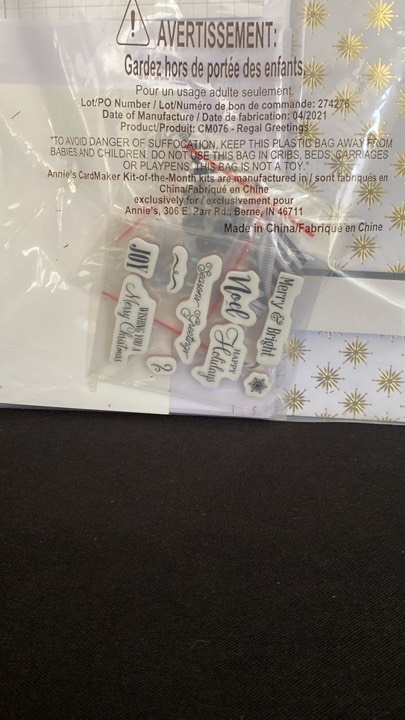 AVERTISSEMENT:
Gardez hors de portée des enfants.
Pour un usage adulte seulement.
Lot/PO Number / Lot/Numéro de bon de commande: 274276
Date of Manufacture / Date de fabrication: 04/2021
Product/Produit: CM076 - Regal Greetings
"TO AVOID DANGER OF SUFFOCATION, KEEP THIS PLASTIC BAG AWAY FROM
BABIES AND CHILDREN. DO NOT USE THIS BAG IN CRIBS, BEDS, CARRIAGES
OR PLAYPENS. THIS BAG IS NOT A TOY."
Annie's CardMaker Kit-of-the-Month kits are manufactured in / sont fabriqués en
China/Fabriqué en Chine
exclusively for / exclusivement pour
Annie's, 306 E. Parr Rd., Berne, IN 46711
Made in China/Fabriqué en Chine
JOY
Season's Greetings
Noel
Merry & Bright
WISHING YOU A
Merry Christmas
HAPPY
Holidays
&